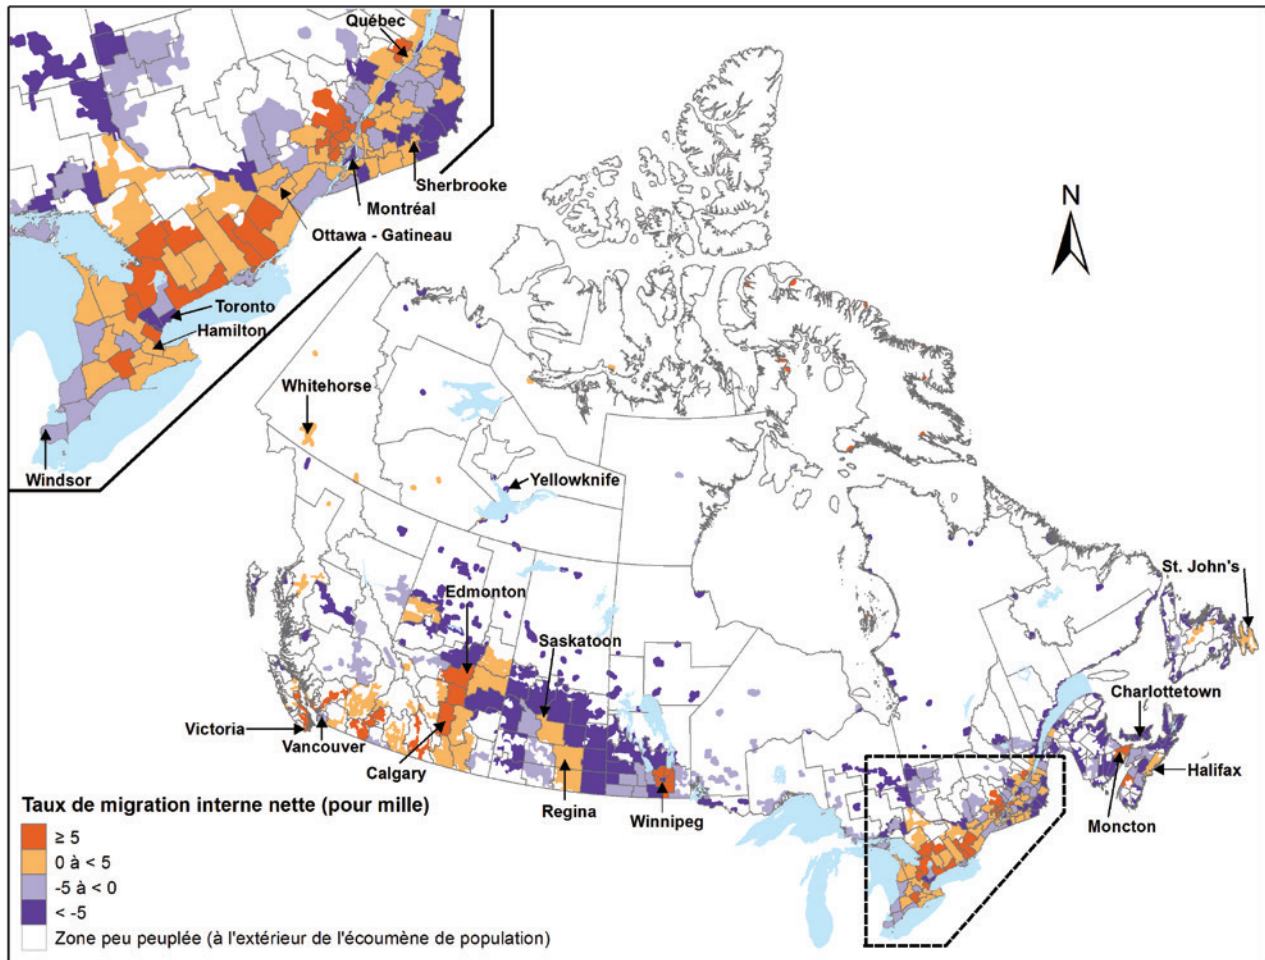 Québec
Sherbrooke
Montréal
Ottawa - Gatineau
Toronto
Hamilton
Windsor
N
Whitehorse
Yellowknife
Edmonton
Saskatoon
St. John's
Charlottetown
Victoria
Vancouver
Calgary
Regina
Winnipeg
Halifax
Moncton
Taux de migration interne nette (pour mille)
≥ 5
0 à < 5
-5 à < 0
< -5
Zone peu peuplée (à l'extérieur de l'écoumène de population)